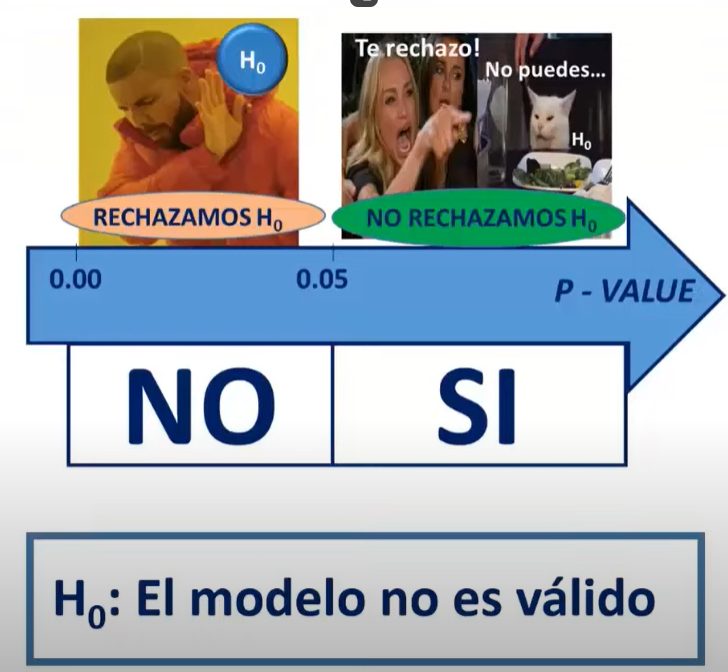 H₀
Te rechazo!
No puedes...
H₀
RECHAZAMOS H₀
NO RECHAZAMOS H₀
0.00
0.05
P - VALUE
NO
SI
H₀: El modelo no es válido